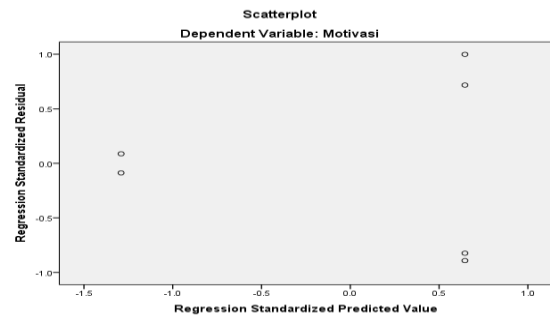 Scatterplot
Dependent Variable: Motivasi
Regression Standardized Residual
1.0
0.5
0.0
-0.5
-1.0
-1.5 -1.0 -0.5 0.0 0.5 1.0
Regression Standardized Predicted Value